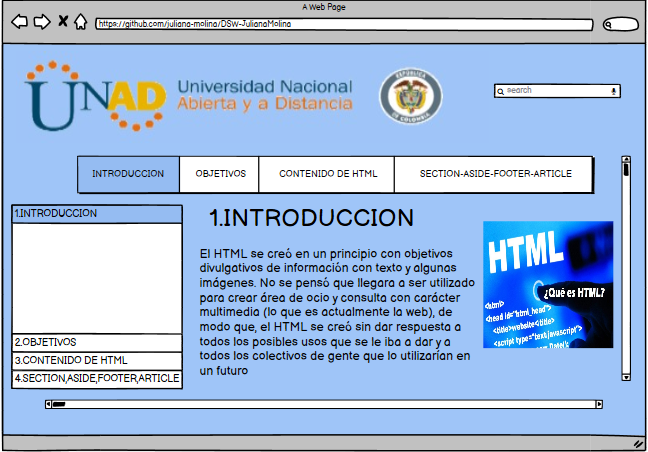 A Web Page
https://github.com/juliana-molina/DSW-JulianaMolina
UNAD
Universidad Nacional
Abierta y a Distancia
REPUBLICA
DE COLOMBIA
search
INTRODUCCION
OBJETIVOS
CONTENIDO DE HTML
SECTION-ASIDE-FOOTER-ARTICLE
1.INTRODUCCION
2.OBJETIVOS
3.CONTENIDO DE HTML
4.SECTION,ASIDE,FOOTER,ARTICLE
1.INTRODUCCION
El HTML se creó en un principio con objetivos
divulgativos de información con texto y algunas
imágenes. No se pensó que llegara a ser utilizado
para crear área de ocio y consulta con carácter
multimedia (lo que es actualmente la web), de
modo que, el HTML se creó sin dar respuesta a
todos los posibles usos que se le iba a dar y a
todos los colectivos de gente que lo utilizarían en
un futuro
HTML
¿Qué es HTML?
<html>
<head id="html_head">
<title>website</title>
<script type="text/javascript">